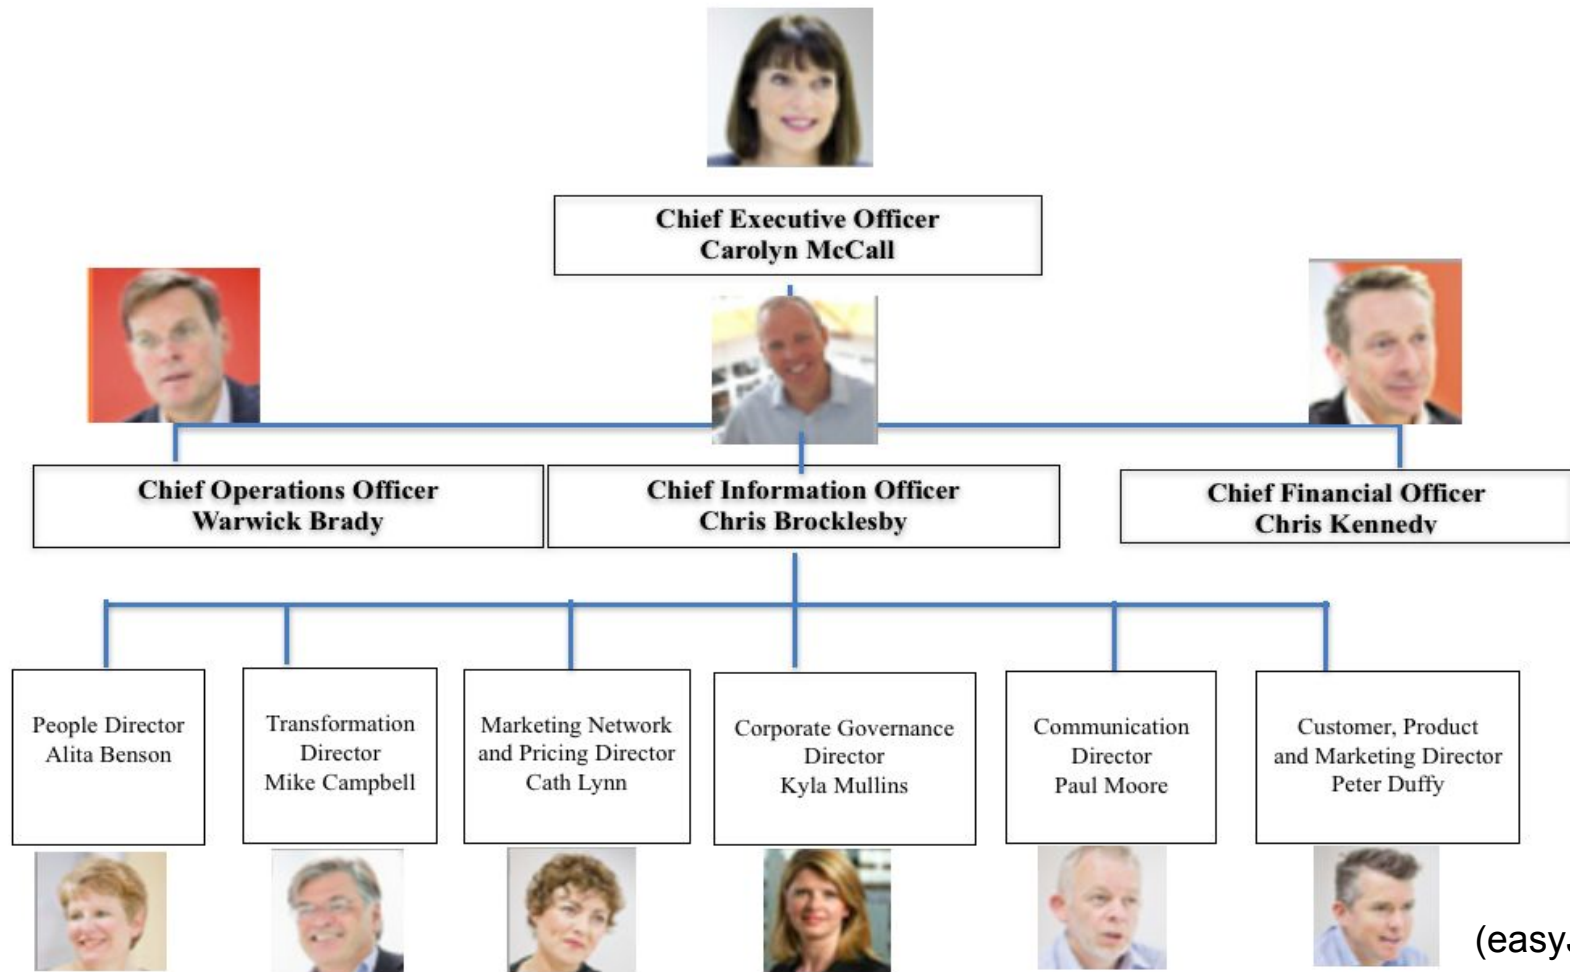 Chief Executive Officer
Carolyn McCall
Chief Operations Officer
Warwick Brady
Chief Information Officer
Chris Brocklesby
Chief Financial Officer
Chris Kennedy
People Director
Alita Benson
Transformation
Director
Mike Campbell
Marketing Network
and Pricing Director
Cath Lynn
Corporate Governance
Director
Kyla Mullins
Communication
Director
Paul Moore
Customer, Product
and Marketing Director
Peter Duffy
(easyJ